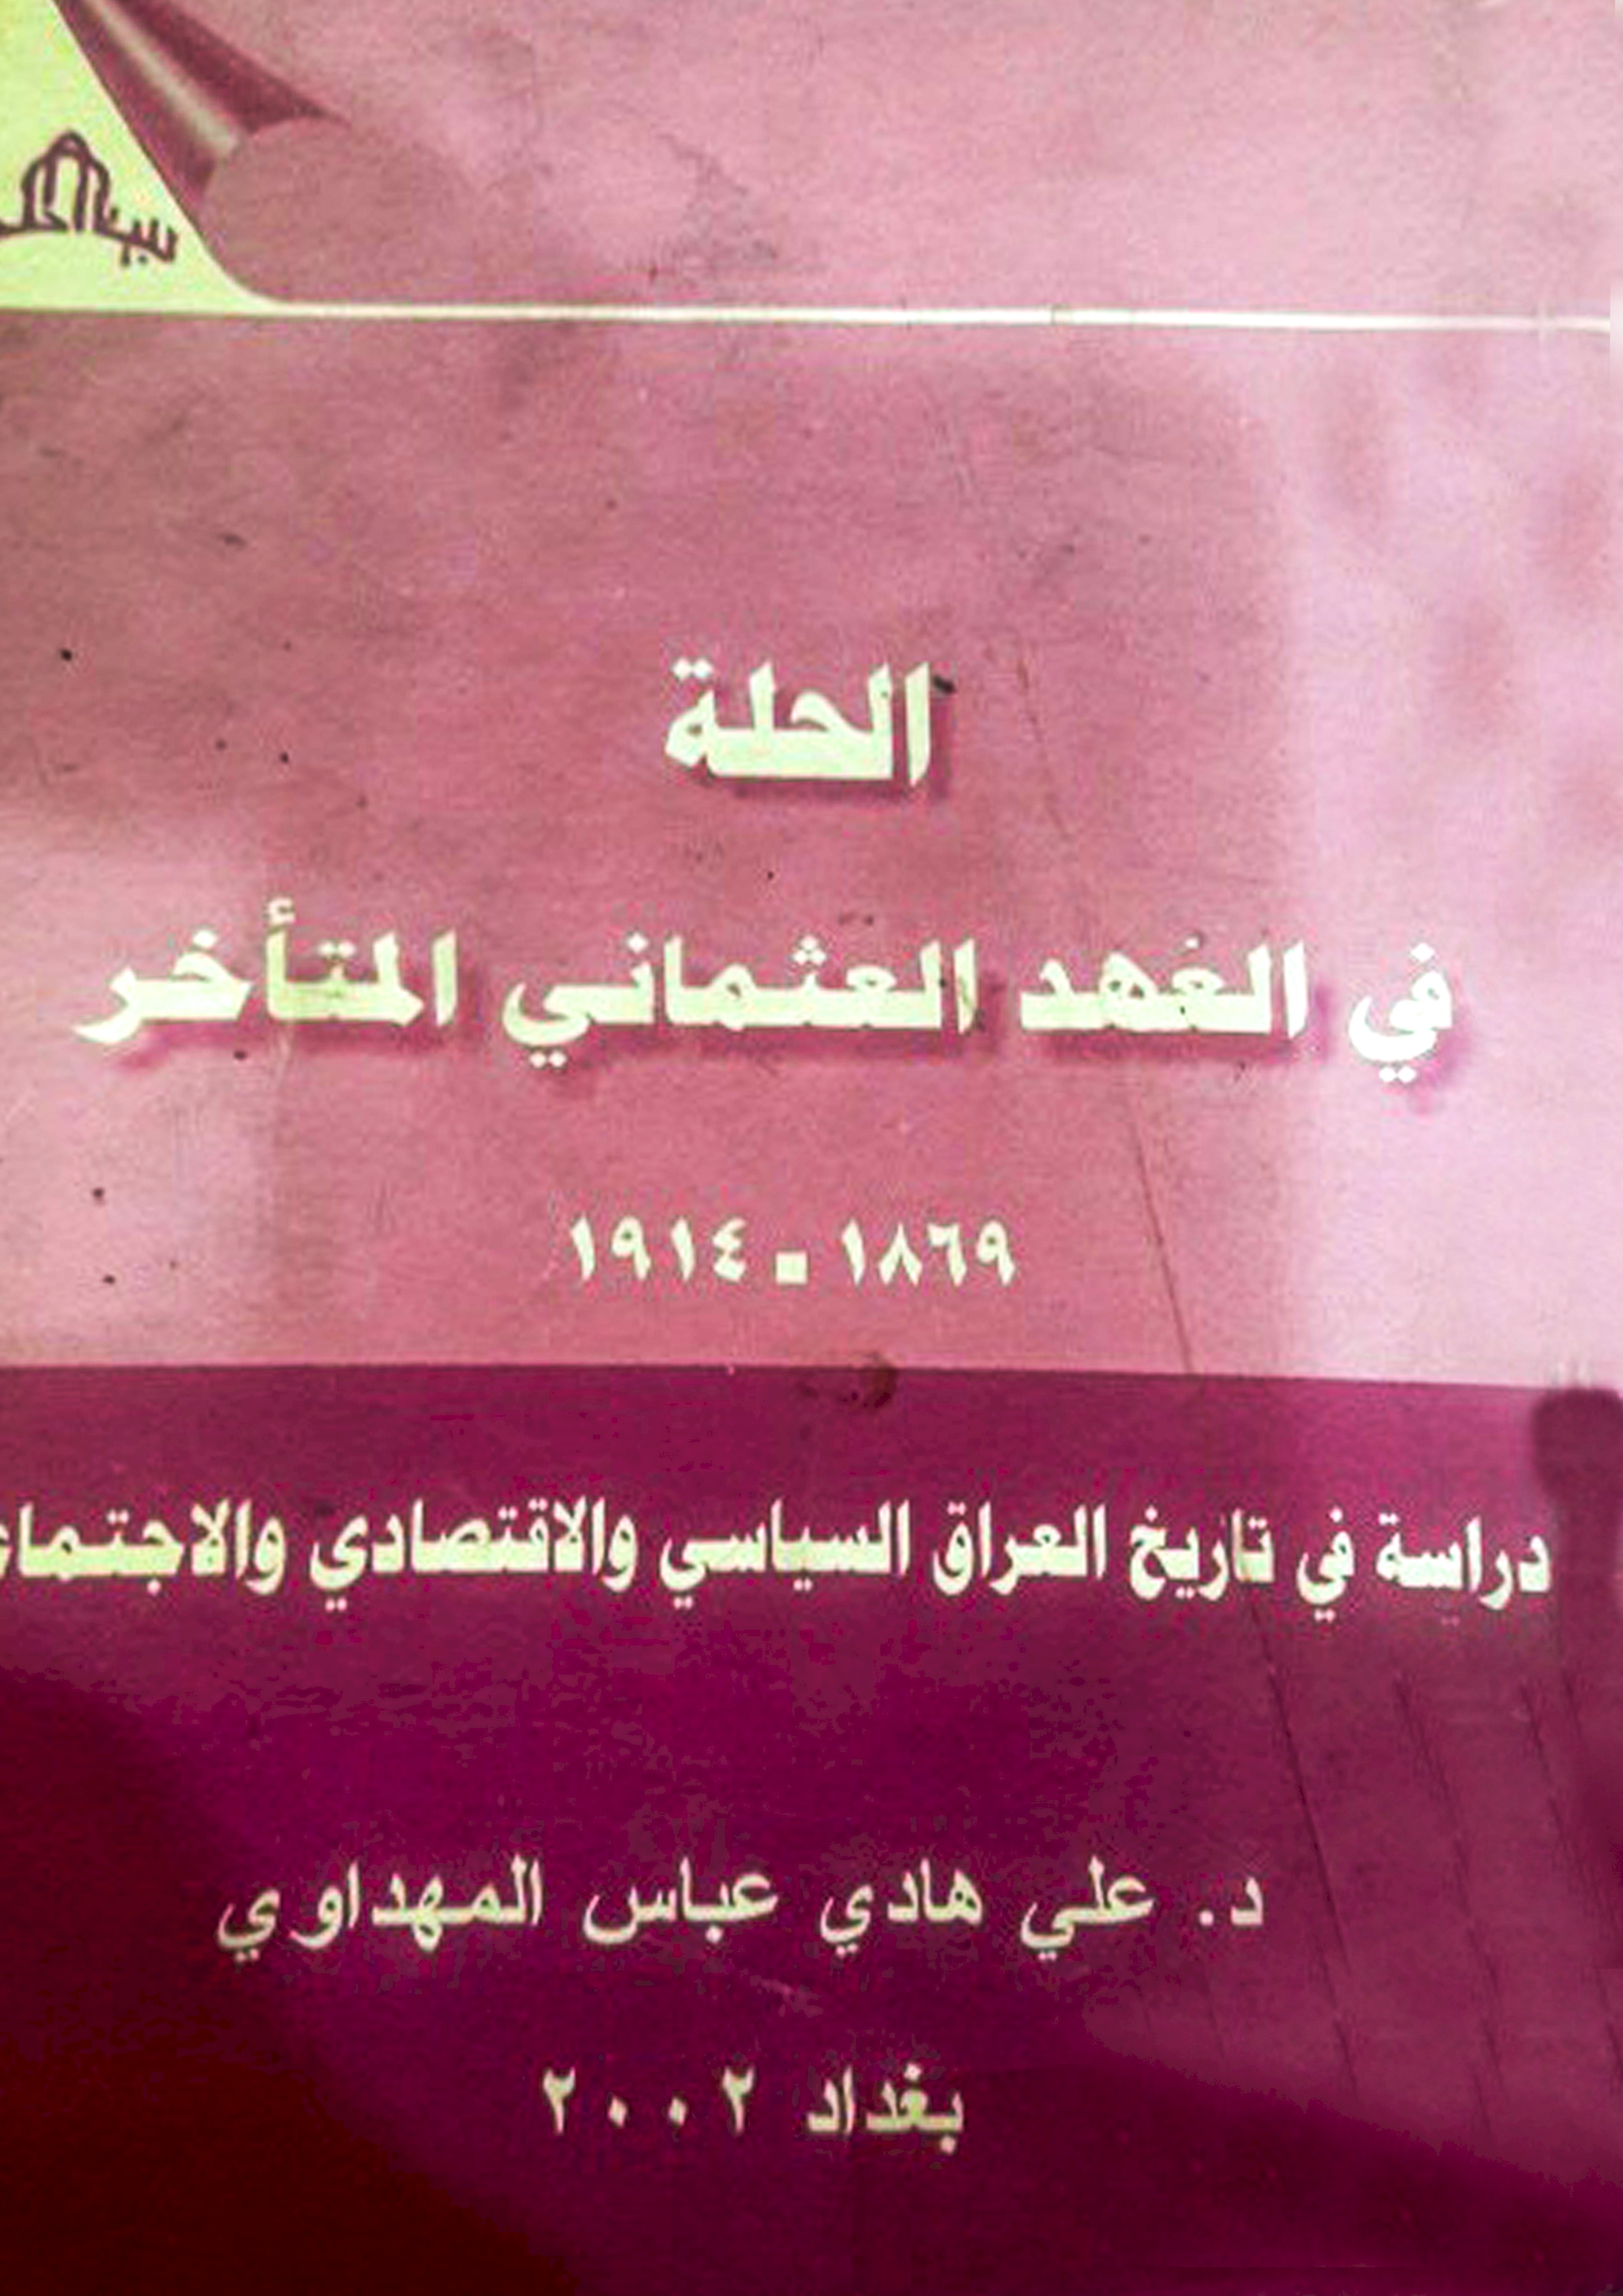 الحلة
في العهد العثماني المتأخر
١٨٦٩ - ١٩١٤
دراسة في تاريخ العراق السياسي والاقتصادي والاجتماع
د. علي هادي عباس المهداوي
بغداد ٢٠٠٢